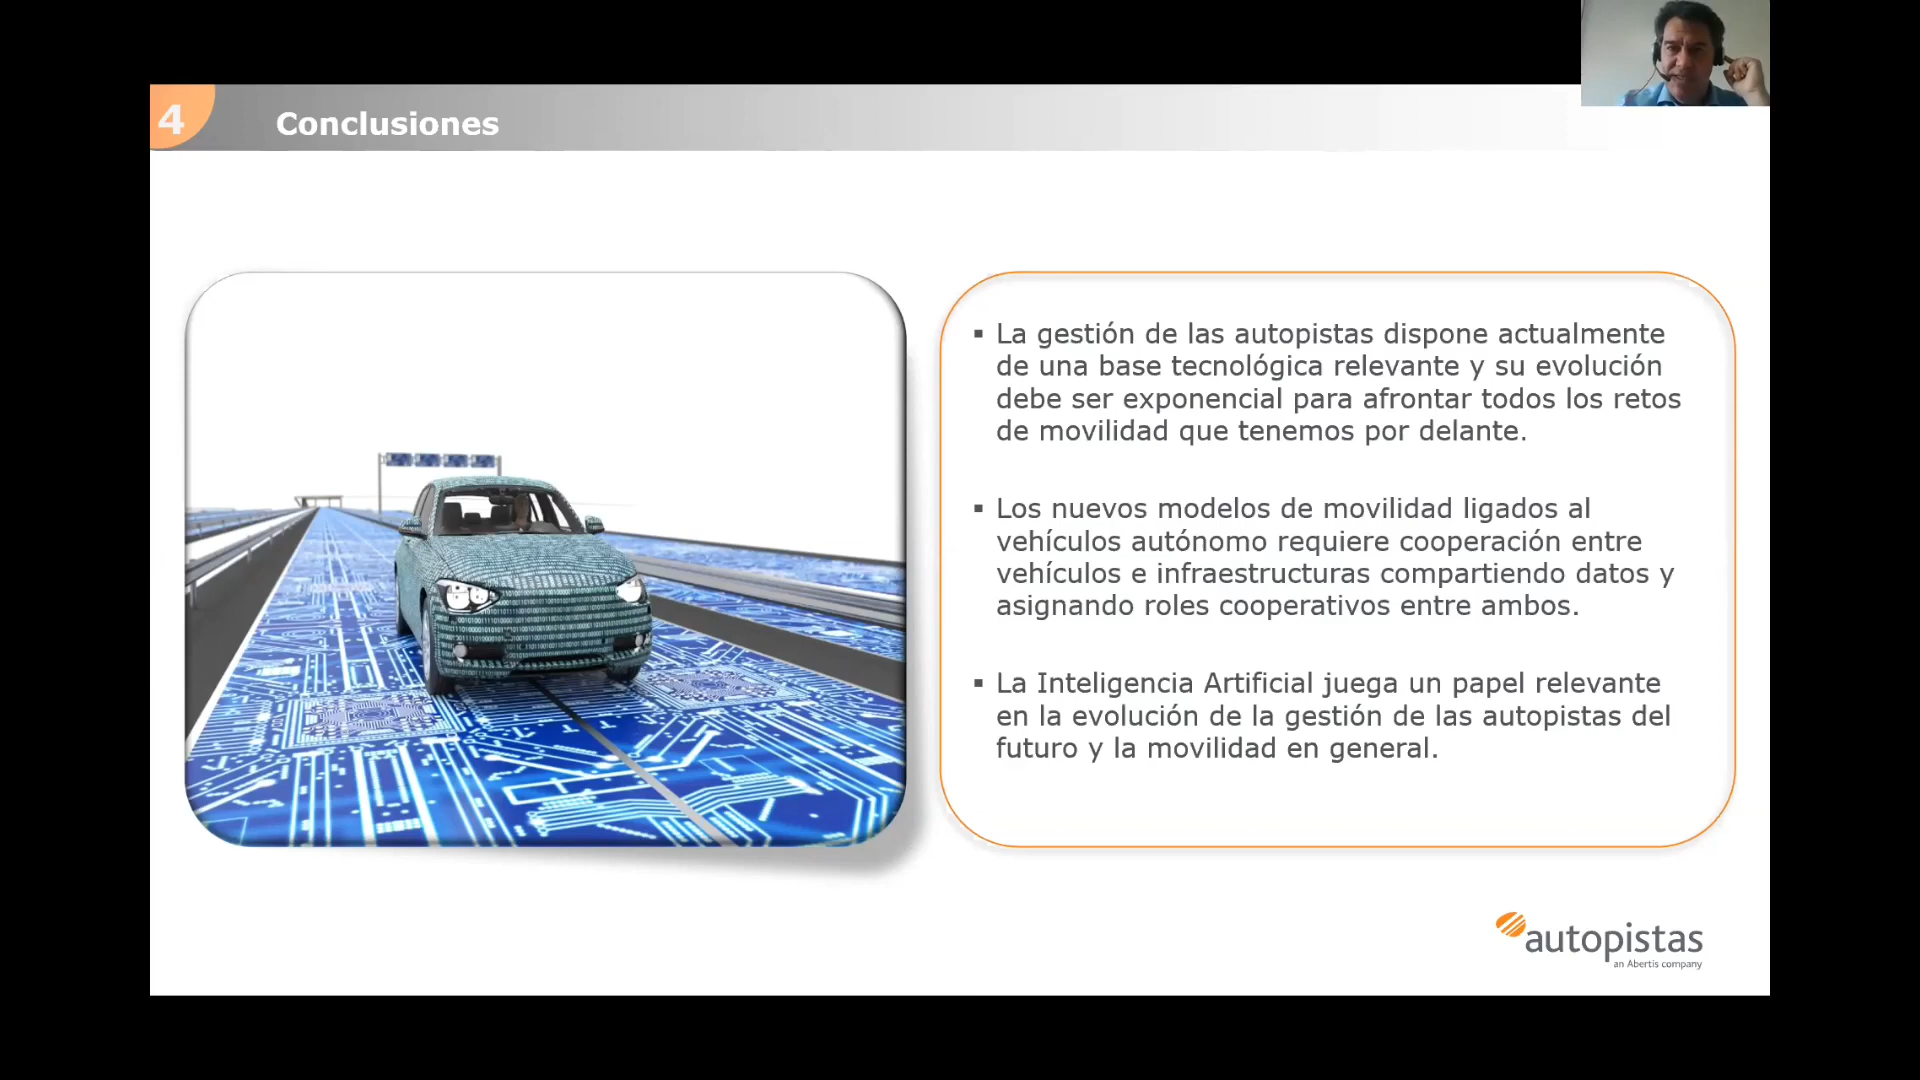 4
Conclusiones
▪ La gestión de las autopistas dispone actualmente
de una base tecnológica relevante y su evolución
debe ser exponencial para afrontar todos los retos
de movilidad que tenemos por delante.
▪ Los nuevos modelos de movilidad ligados al
vehículos autónomo requiere cooperación entre
vehículos e infraestructuras compartiendo datos y
asignando roles cooperativos entre ambos.
▪ La Inteligencia Artificial juega un papel relevante
en la evolución de la gestión de las autopistas del
futuro y la movilidad en general.
autopistas
an Abertis company